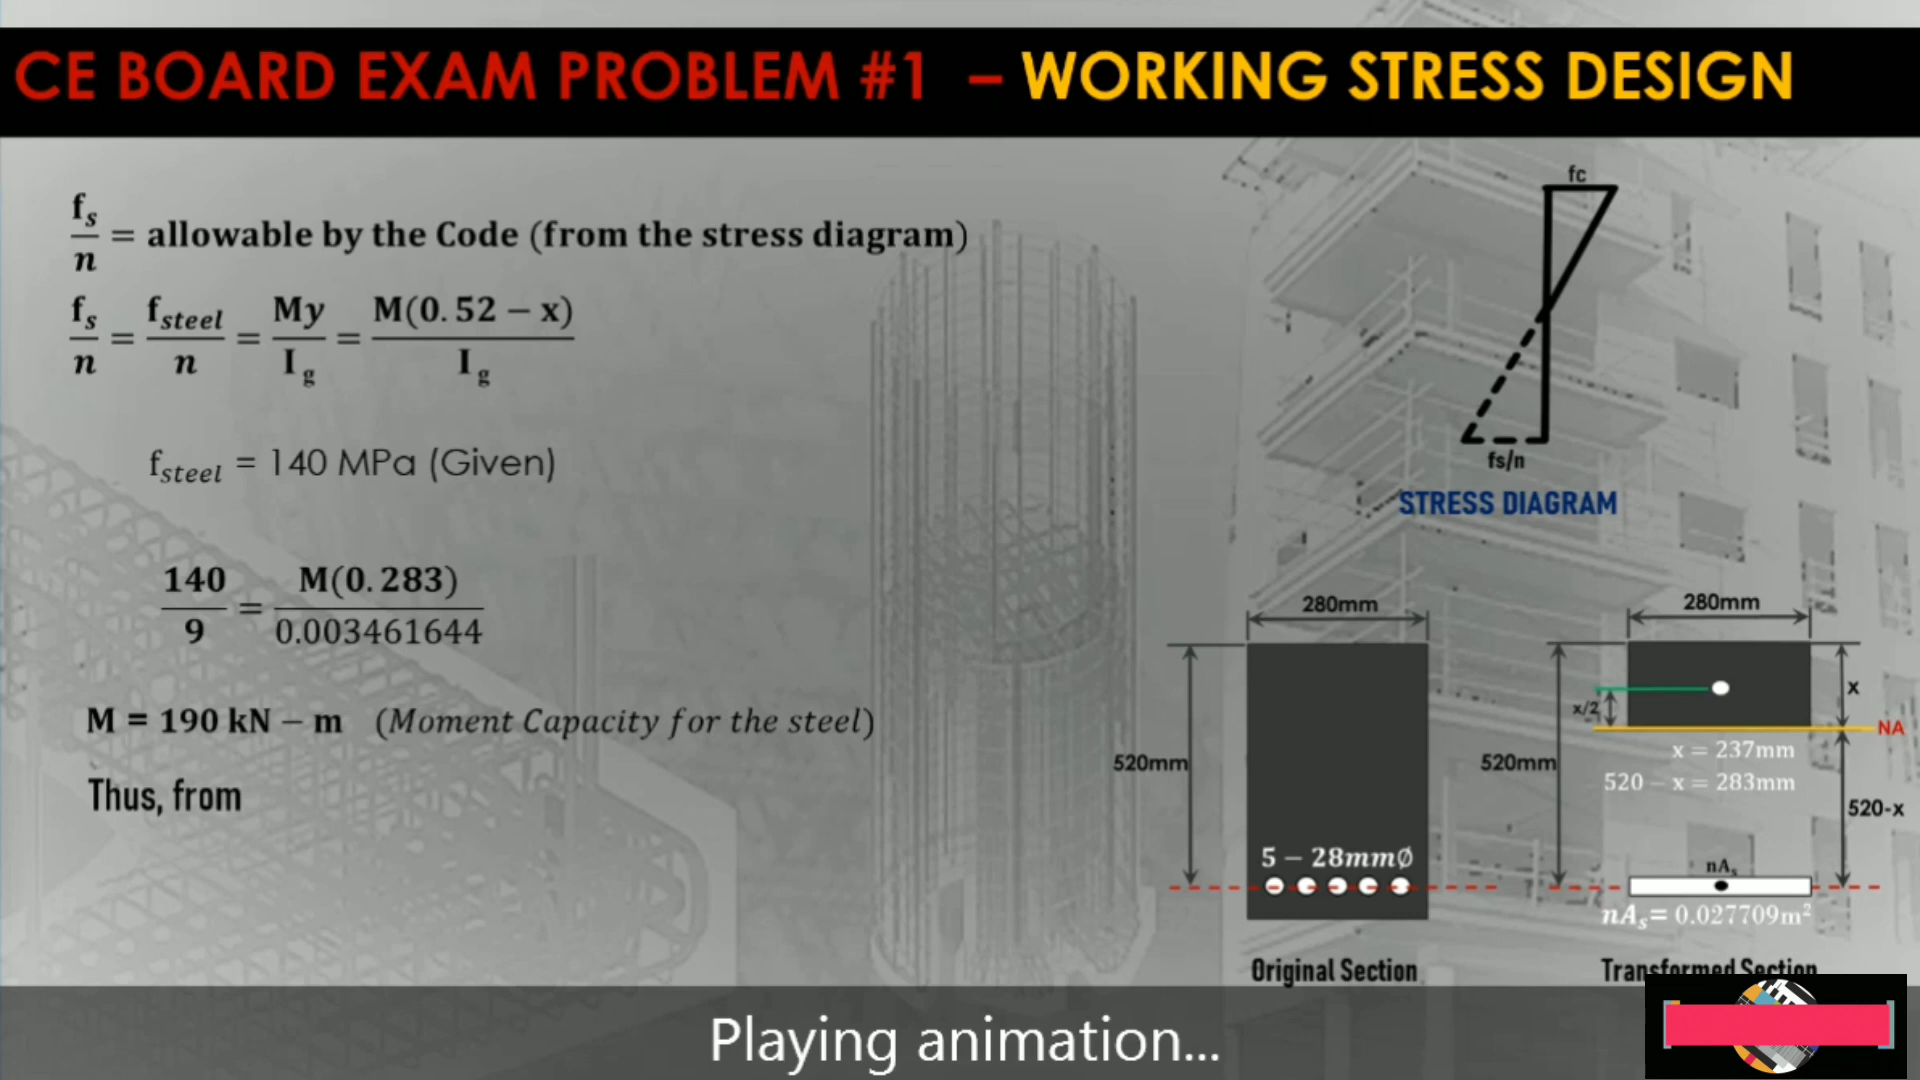 CE BOARD EXAM PROBLEM #1 – WORKING STRESS DESIGN
fs/n = allowable by the Code (from the stress diagram)
fs/n = fsteel/n = My/Ig = M(0.52 − x)/Ig
fsteel = 140 MPa (Given)
140/9 = M(0.283)/0.003461644
M = 190 kN − m (Moment Capacity for the steel)
Thus, from
fc
fs/n
STRESS DIAGRAM
280mm
520mm
5 − 28mmØ
Original Section
280mm
x
x/2
NA
x = 237mm
520mm
520 − x = 283mm
520-x
nAs
nAs = 0.027709m²
Transformed Section
Playing animation...